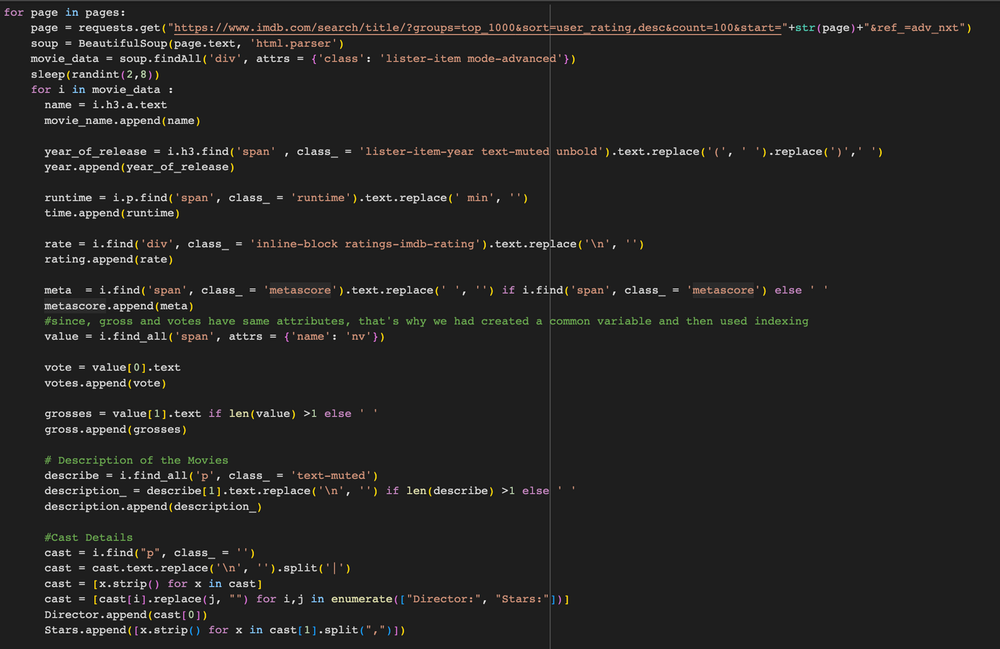 for page in pages:
    page = requests.get("https://www.imdb.com/search/title/?groups=top_1000&sort=user_rating,desc&count=100&start="+str(page)+"&ref_=adv_nxt")
    soup = BeautifulSoup(page.text, 'html.parser')
    movie_data = soup.findAll('div', attrs = {'class': 'lister-item mode-advanced'})
    sleep(randint(2,8))
    for i in movie_data :
      name = i.h3.a.text
      movie_name.append(name)

      year_of_release = i.h3.find('span' , class_ = 'lister-item-year text-muted unbold').text.replace('(', ' ').replace(')',' ')
      year.append(year_of_release)

      runtime = i.p.find('span', class_ = 'runtime').text.replace(' min', '')
      time.append(runtime)

      rate = i.find('div', class_ = 'inline-block ratings-imdb-rating').text.replace('\n', '')
      rating.append(rate)

      meta  = i.find('span', class_ = 'metascore').text.replace(' ', '') if i.find('span', class_ = 'metascore') else ' '
      metascore.append(meta)
      #since, gross and votes have same attributes, that's why we had created a common variable and then used indexing
      value = i.find_all('span', attrs = {'name': 'nv'})

      vote = value[0].text
      votes.append(vote)

      grosses = value[1].text if len(value) >1 else ' '
      gross.append(grosses)

      # Description of the Movies
      describe = i.find_all('p', class_ = 'text-muted')
      description_ = describe[1].text.replace('\n', '') if len(describe) >1 else ' '
      description.append(description_)

      #Cast Details
      cast = i.find("p", class_ = '')
      cast = cast.text.replace('\n', '').split('|')
      cast = [x.strip() for x in cast]
      cast = [cast[i].replace(j, "") for i,j in enumerate(["Director:", "Stars:"])]
      Director.append(cast[0])
      Stars.append([x.strip() for x in cast[1].split(",")])